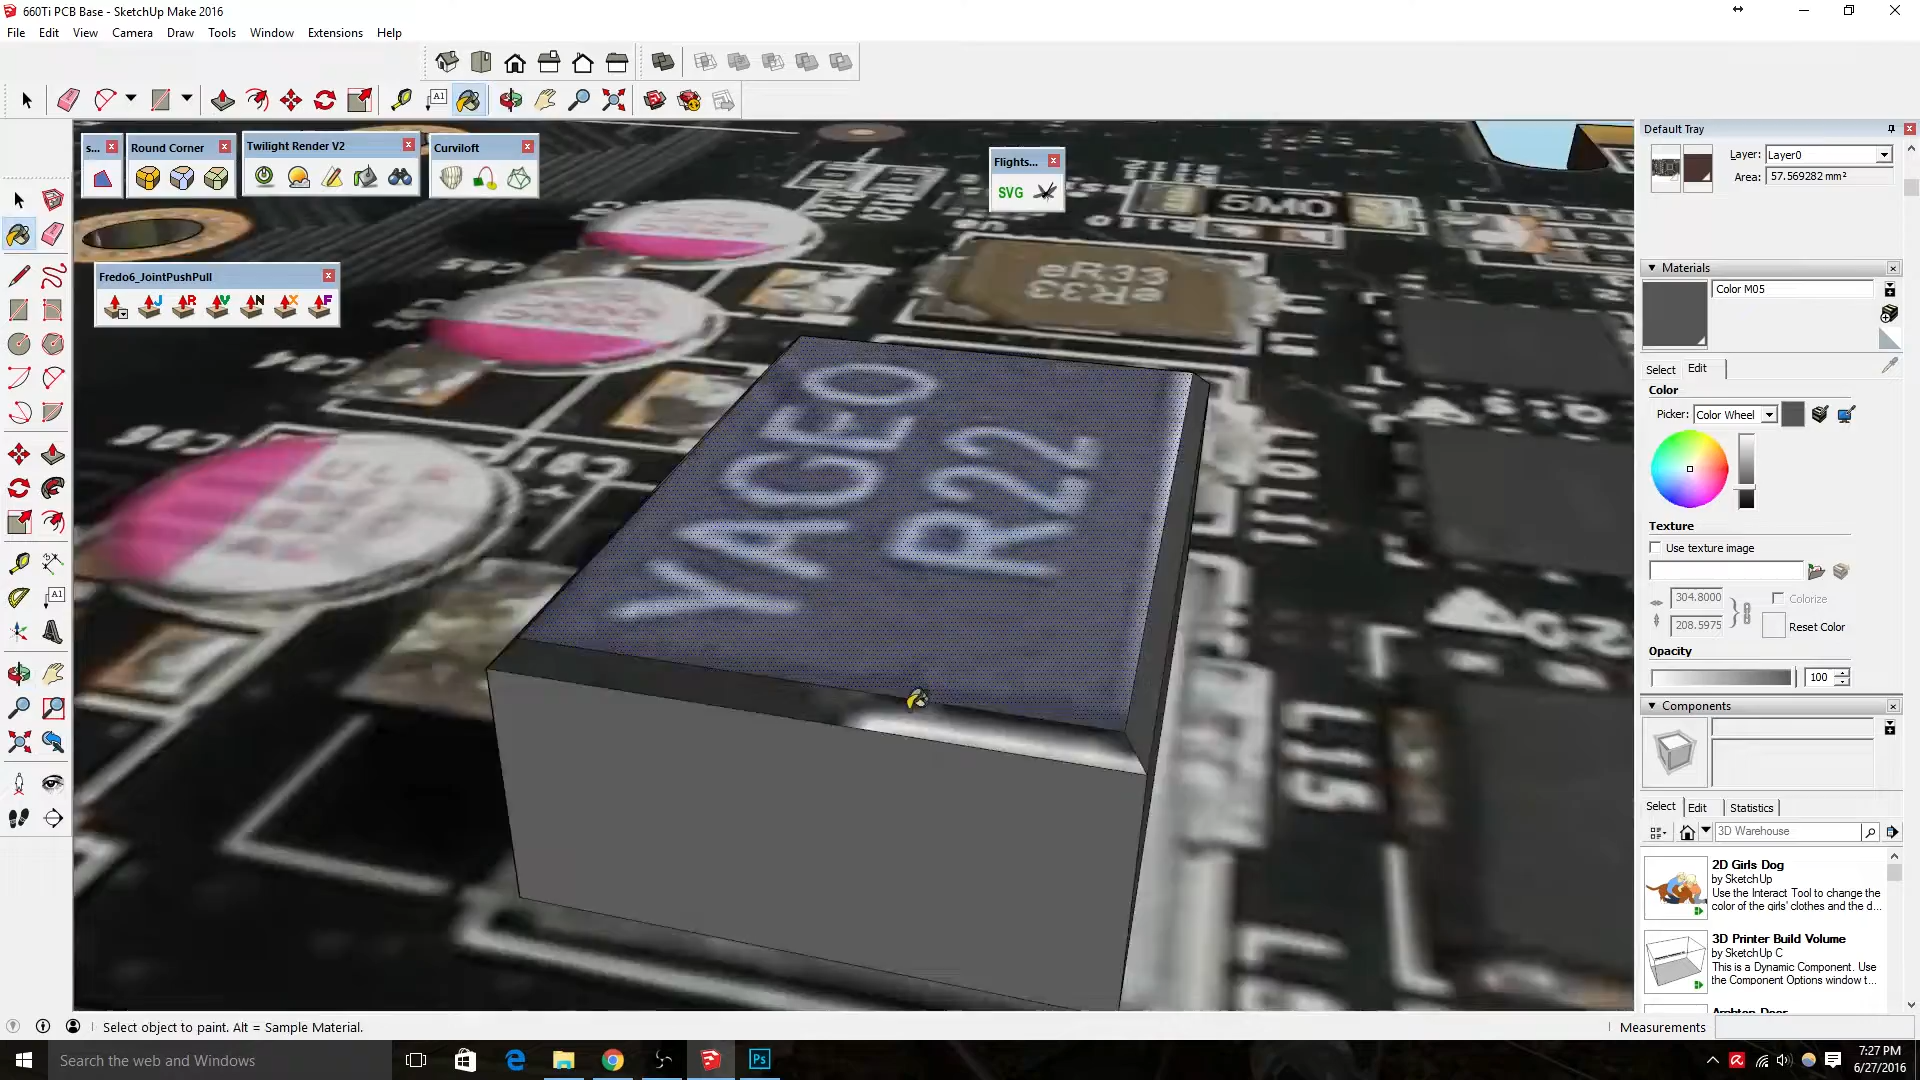 660Ti PCB Base - SketchUp Make 2016
File Edit View Camera Draw Tools Window Extensions Help
s...
Round Corner
Twilight Render V2
Curviloft
Flights...
SVG
Fredo6_JointPushPull
Default Tray
Layer: Layer0
Area: 57.569282 mm²
Materials
Color M05
Select Edit
Color
Picker: Color Wheel
Texture
Use texture image
304.8000
Colorize
208.5975
Reset Color
Opacity
100
Components
Select Edit Statistics
3D Warehouse
2D Girls Dog
by SketchUp
Use the Interact Tool to change the
color of the girls' clothes and the d...
3D Printer Build Volume
by SketchUp C
This is a Dynamic Component. Use
the Component Options window t...
5M0
eR33
eR33
YAGEO
R22
C81
L15
Select object to paint. Alt = Sample Material.
Measurements
Search the web and Windows
7:27 PM
6/27/2016